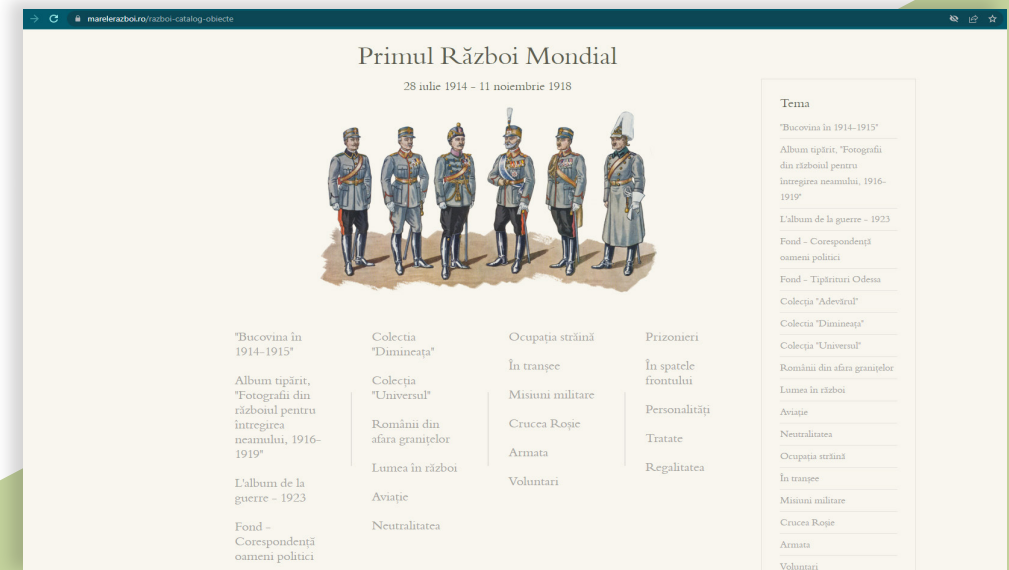 marelerazboi.ro/razboi-catalog-obiecte
Primul Război Mondial
28 iulie 1914 - 11 noiembrie 1918
"Bucovina în
1914-1915"
Album tipărit,
"Fotografii din
războiul pentru
întregirea
neamului, 1916-
1919"
L'album de la
guerre - 1923
Fond -
Corespondență
oameni politici
Colectia
"Dimineața"
Colecția
"Universul"
Românii din
afara granițelor
Lumea în război
Aviație
Neutralitatea
Ocupația străină
În tranșee
Misiuni militare
Crucea Roșie
Armata
Voluntari
Prizonieri
În spatele
frontului
Personalități
Tratate
Regalitatea
Tema
"Bucovina în 1914-1915"
Album tipărit, "Fotografii
din războiul pentru
întregirea neamului, 1916-
1919"
L'album de la guerre - 1923
Fond - Corespondență
oameni politici
Fond - Tipărituri Odessa
Colecția "Adevărul"
Colectia "Dimineața"
Colecția "Universul"
Românii din afara granițelor
Lumea în război
Aviație
Neutralitatea
Ocupația străină
În tranșee
Misiuni militare
Crucea Roșie
Armata
Voluntari